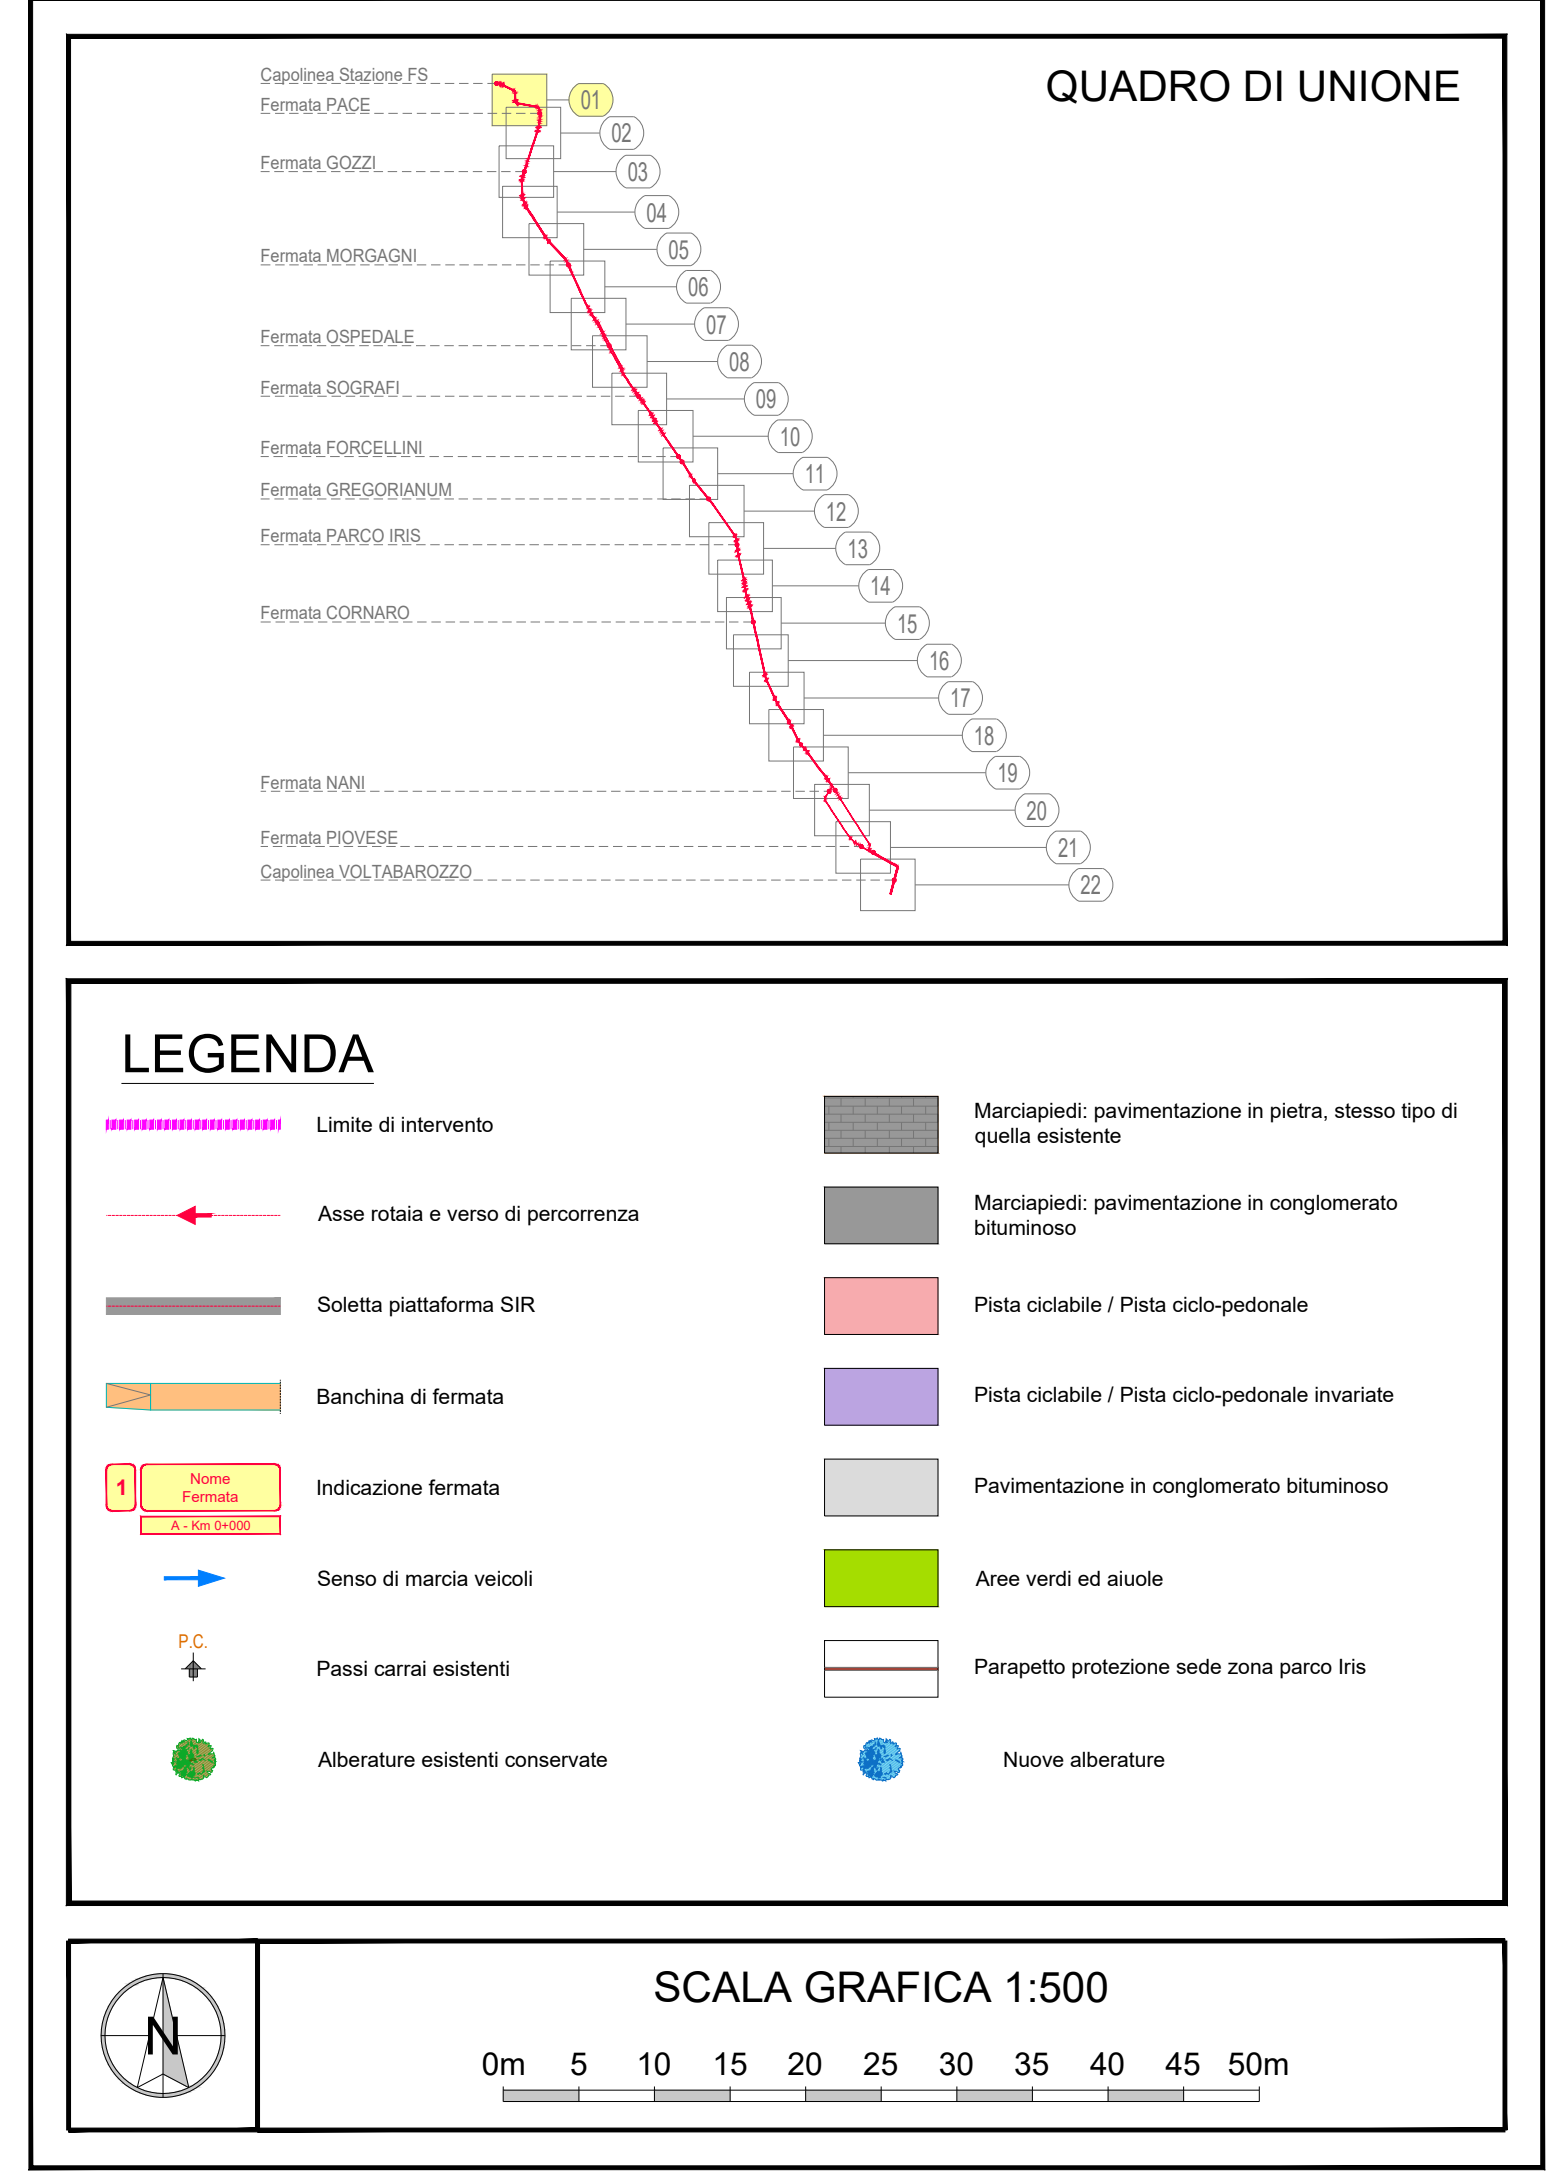 QUADRO DI UNIONE
Capolinea Stazione FS
Fermata PACE
Fermata GOZZI
Fermata MORGAGNI
Fermata OSPEDALE
Fermata SOGRAFI
Fermata FORCELLINI
Fermata GREGORIANUM
Fermata PARCO IRIS
Fermata CORNARO
Fermata NANI
Fermata PIOVESE
Capolinea VOLTABAROZZO
01
02
03
04
05
06
07
08
09
10
11
12
13
14
15
16
17
18
19
20
21
22
LEGENDA
Limite di intervento
Asse rotaia e verso di percorrenza
Soletta piattaforma SIR
Banchina di fermata
1
Nome
Fermata
A - Km 0+000
Indicazione fermata
Senso di marcia veicoli
P.C.
Passi carrai esistenti
Alberature esistenti conservate
Marciapiedi: pavimentazione in pietra, stesso tipo di
quella esistente
Marciapiedi: pavimentazione in conglomerato
bituminoso
Pista ciclabile / Pista ciclo-pedonale
Pista ciclabile / Pista ciclo-pedonale invariate
Pavimentazione in conglomerato bituminoso
Aree verdi ed aiuole
Parapetto protezione sede zona parco Iris
Nuove alberature
N
SCALA GRAFICA 1:500
0m 5 10 15 20 25 30 35 40 45 50m